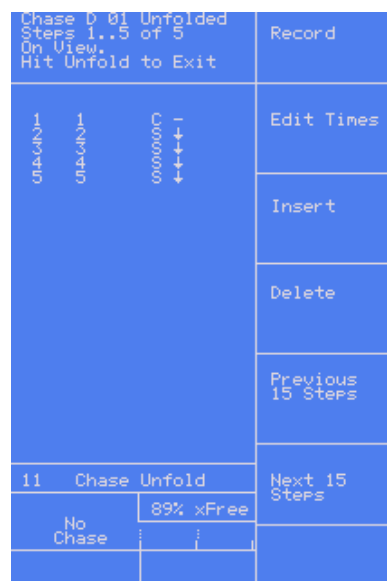 Chase D 01 Unfolded
Steps 1..5 of 5
On View.
Hit Unfold to Exit
Record
Edit Times
Insert
Delete
Previous
15 Steps
Next 15
Steps
1 1 C -
2 2 S ↓
3 3 S ↓
4 4 S ↓
5 5 S ↓
11 Chase Unfold
89% xFree
No
Chase